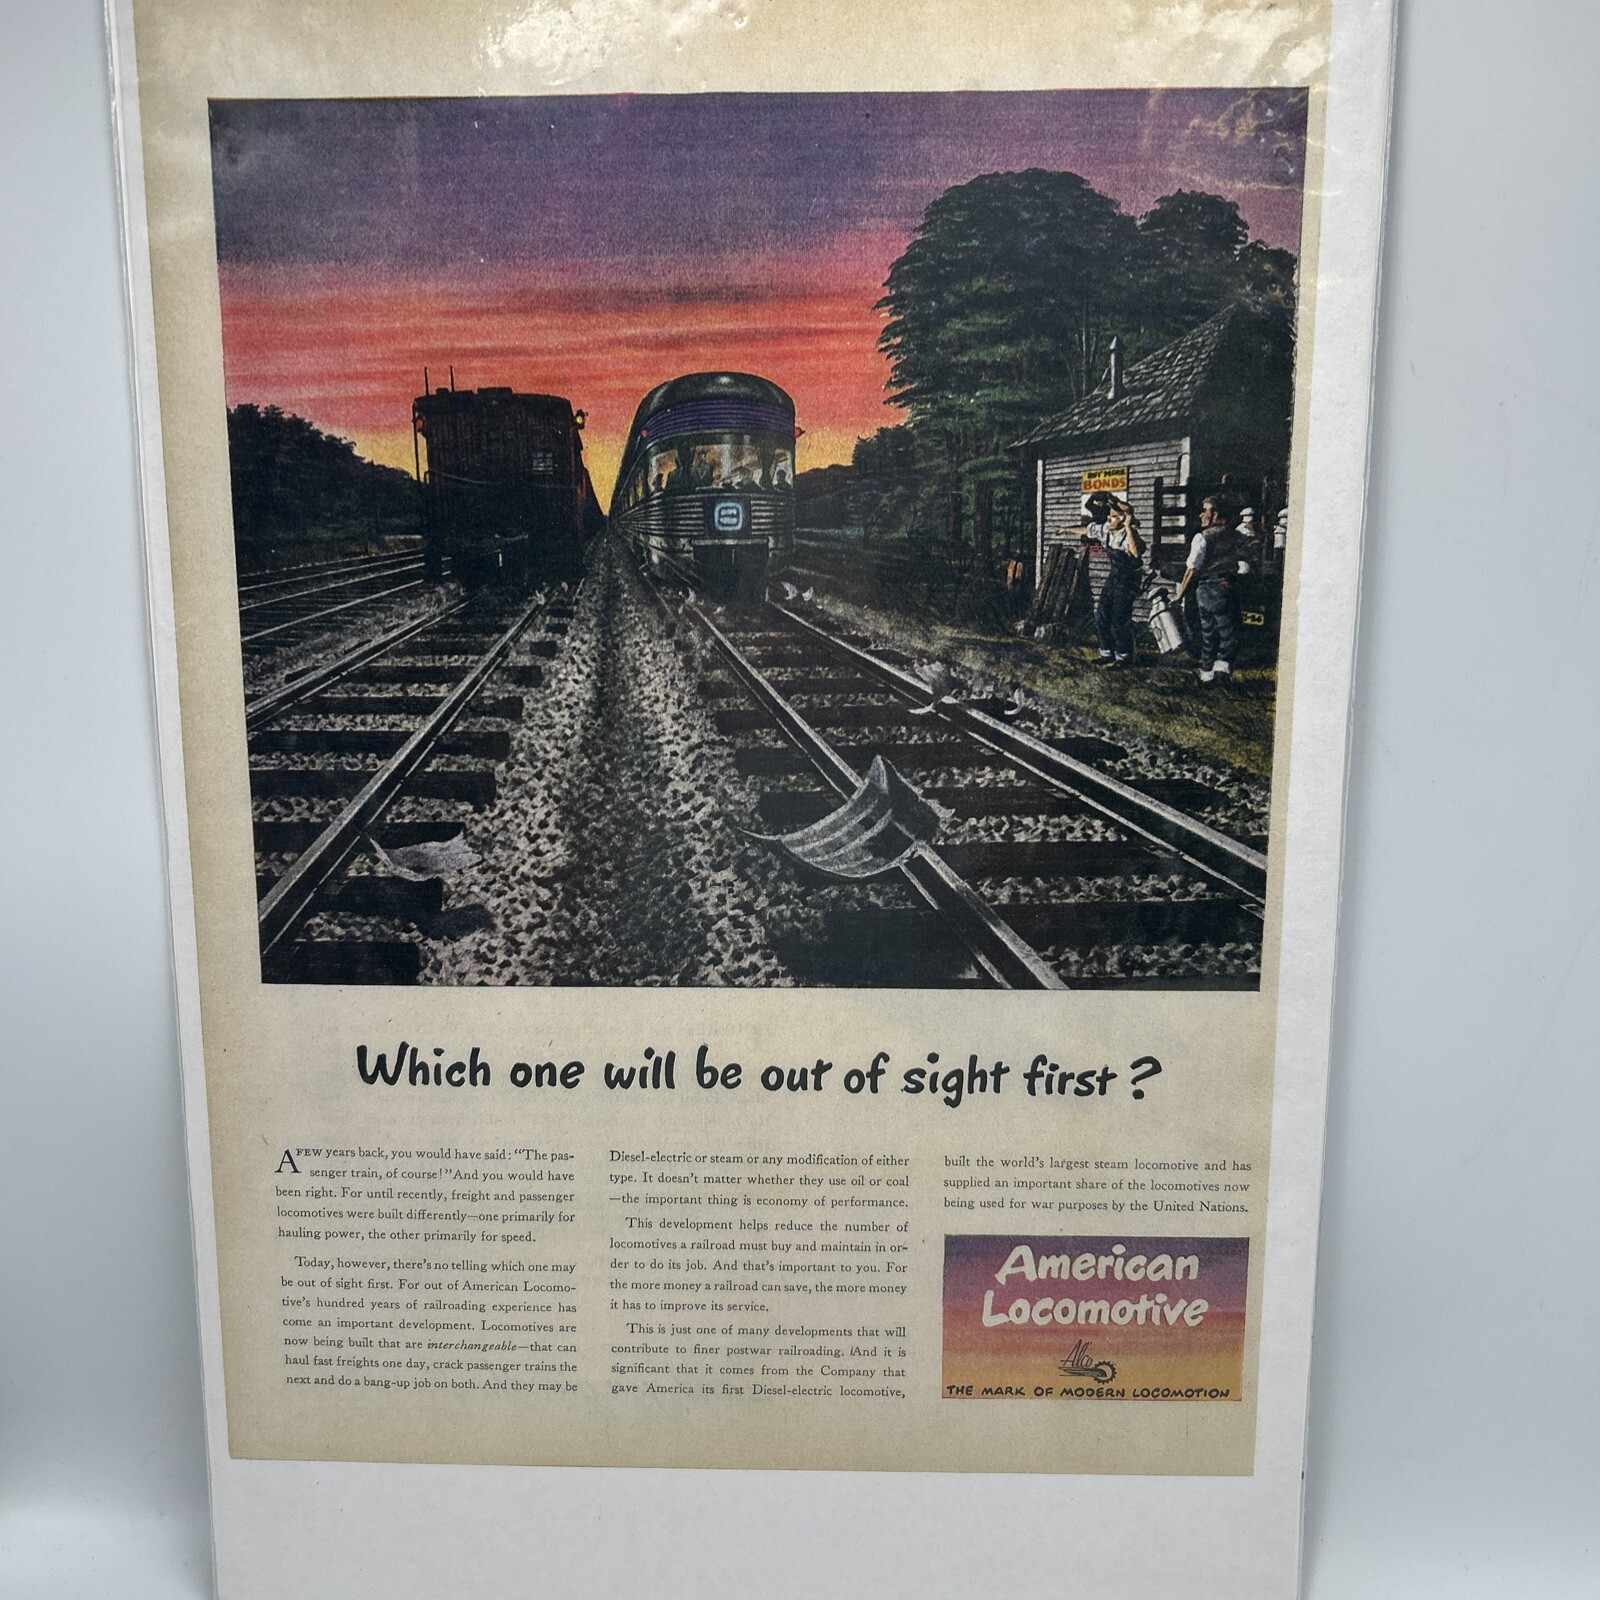 BUY MORE
BONDS
Which one will be out of sight first?
A FEW years back, you would have said: "The pas-
senger train, of course!" And you would have
been right. For until recently, freight and passenger
locomotives were built differently—one primarily for
hauling power, the other primarily for speed.
Today, however, there's no telling which one may
be out of sight first. For out of American Locomo-
tive's hundred years of railroading experience has
come an important development. Locomotives are
now being built that are interchangeable—that can
haul fast freights one day, crack passenger trains the
next and do a bang-up job on both. And they may be
Diesel-electric or steam or any modification of either
type. It doesn't matter whether they use oil or coal
—the important thing is economy of performance.
This development helps reduce the number of
locomotives a railroad must buy and maintain in or-
der to do its job. And that's important to you. For
the more money a railroad can save, the more money
it has to improve its service.
This is just one of many developments that will
contribute to finer postwar railroading. And it is
significant that it comes from the Company that
gave America its first Diesel-electric locomotive,
built the world's largest steam locomotive and has
supplied an important share of the locomotives now
being used for war purposes by the United Nations.
American
Locomotive
Alco
THE MARK OF MODERN LOCOMOTION